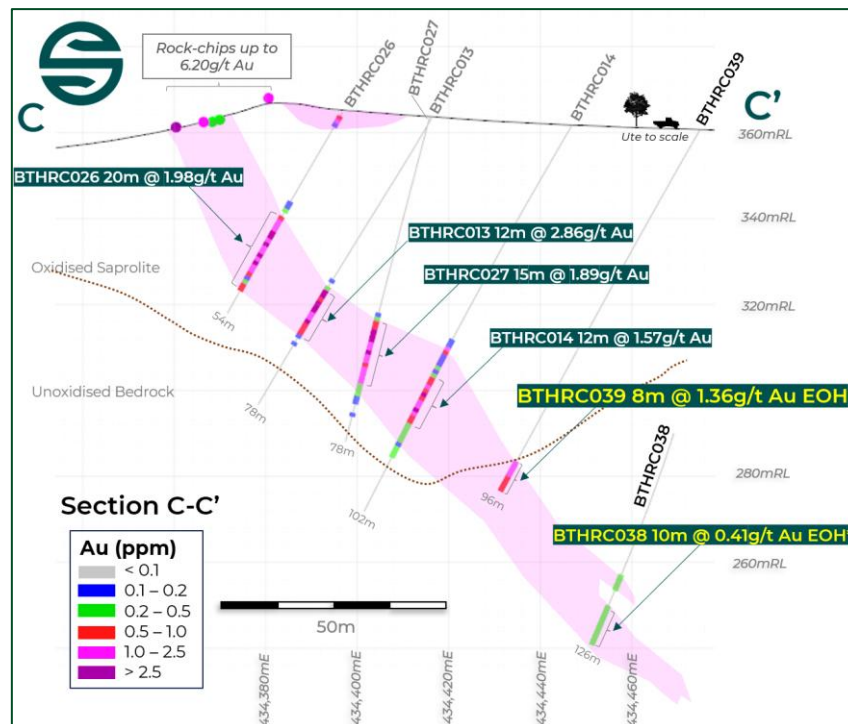 Rock-chips up to
6.20g/t Au
BTHRC026
BTHRC027
BTHRC013
BTHRC014
BTHRC039
C
C'
Ute to scale
360mRL
BTHRC026 20m @ 1.98g/t Au
340mRL
BTHRC013 12m @ 2.86g/t Au
Oxidised Saprolite
BTHRC027 15m @ 1.89g/t Au
54m
320mRL
BTHRC014 12m @ 1.57g/t Au
Unoxidised Bedrock
BTHRC039 8m @ 1.36g/t Au EOH*
78m
78m
BTHRC038
280mRL
96m
102m
Section C-C'
BTHRC038 10m @ 0.41g/t Au EOH*
260mRL
Au (ppm)
< 0.1
0.1 – 0.2
0.2 – 0.5
0.5 – 1.0
1.0 – 2.5
> 2.5
50m
126m
434,380mE
434,400mE
434,420mE
434,440mE
434,460mE